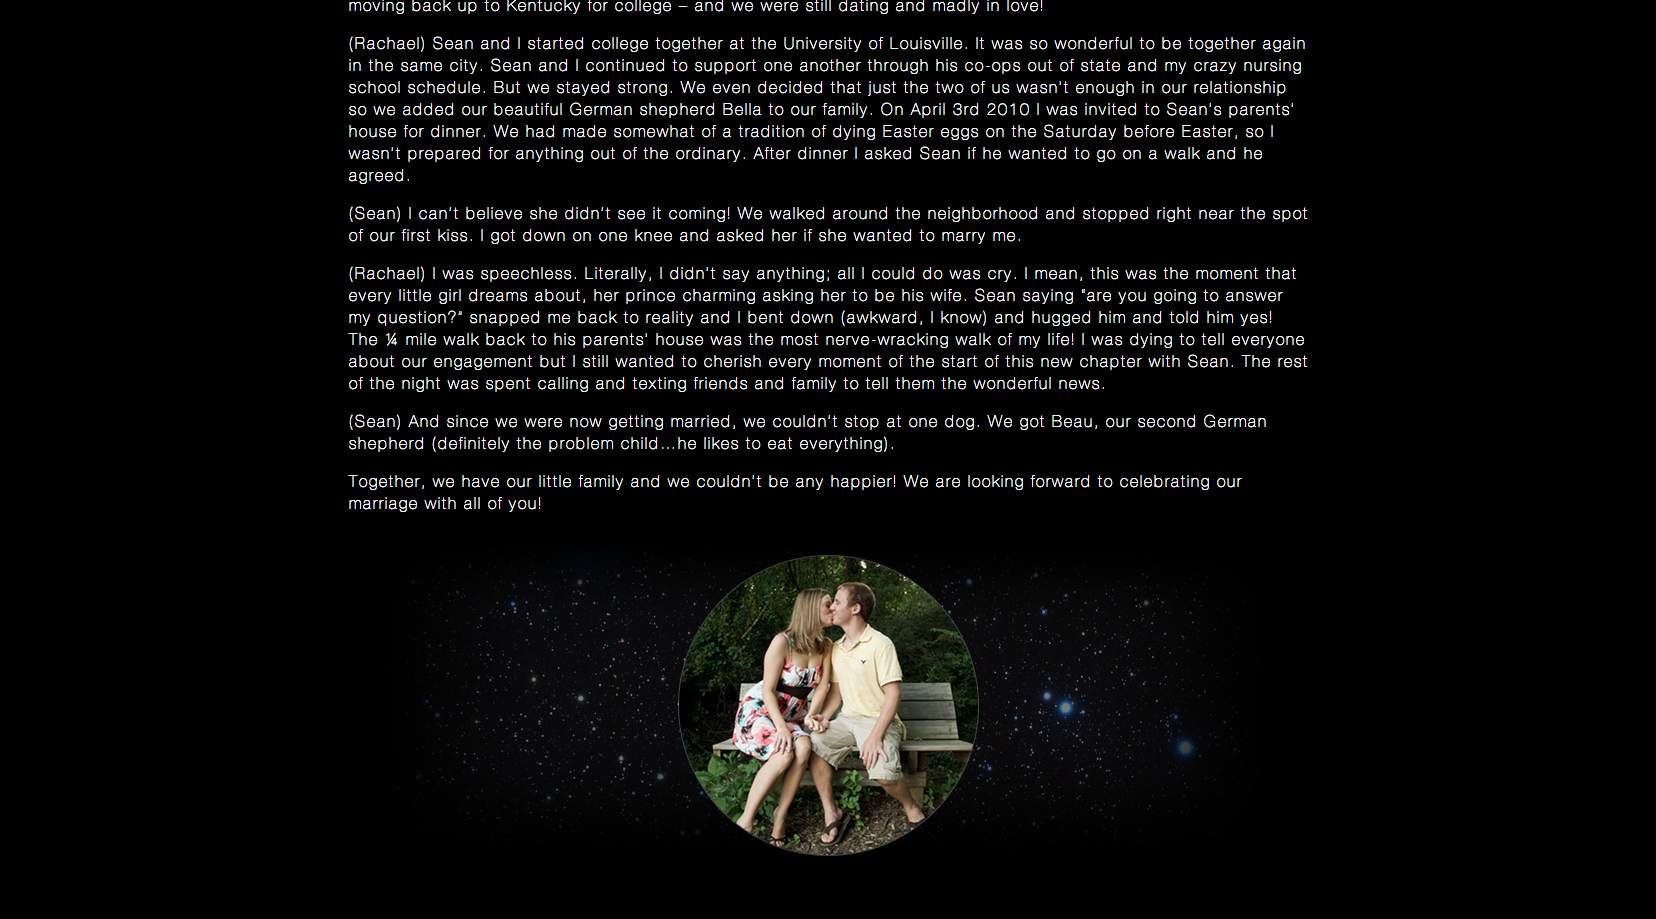 moving back up to Kentucky for college – and we were still dating and madly in love!
(Rachael) Sean and I started college together at the University of Louisville. It was so wonderful to be together again
in the same city. Sean and I continued to support one another through his co-ops out of state and my crazy nursing
school schedule. But we stayed strong. We even decided that just the two of us wasn't enough in our relationship
so we added our beautiful German shepherd Bella to our family. On April 3rd 2010 I was invited to Sean's parents'
house for dinner. We had made somewhat of a tradition of dying Easter eggs on the Saturday before Easter, so I
wasn't prepared for anything out of the ordinary. After dinner I asked Sean if he wanted to go on a walk and he
agreed.
(Sean) I can't believe she didn't see it coming! We walked around the neighborhood and stopped right near the spot
of our first kiss. I got down on one knee and asked her if she wanted to marry me.
(Rachael) I was speechless. Literally, I didn't say anything; all I could do was cry. I mean, this was the moment that
every little girl dreams about, her prince charming asking her to be his wife. Sean saying "are you going to answer
my question?" snapped me back to reality and I bent down (awkward, I know) and hugged him and told him yes!
The ¼ mile walk back to his parents' house was the most nerve-wracking walk of my life! I was dying to tell everyone
about our engagement but I still wanted to cherish every moment of the start of this new chapter with Sean. The rest
of the night was spent calling and texting friends and family to tell them the wonderful news.
(Sean) And since we were now getting married, we couldn't stop at one dog. We got Beau, our second German
shepherd (definitely the problem child...he likes to eat everything).
Together, we have our little family and we couldn't be any happier! We are looking forward to celebrating our
marriage with all of you!